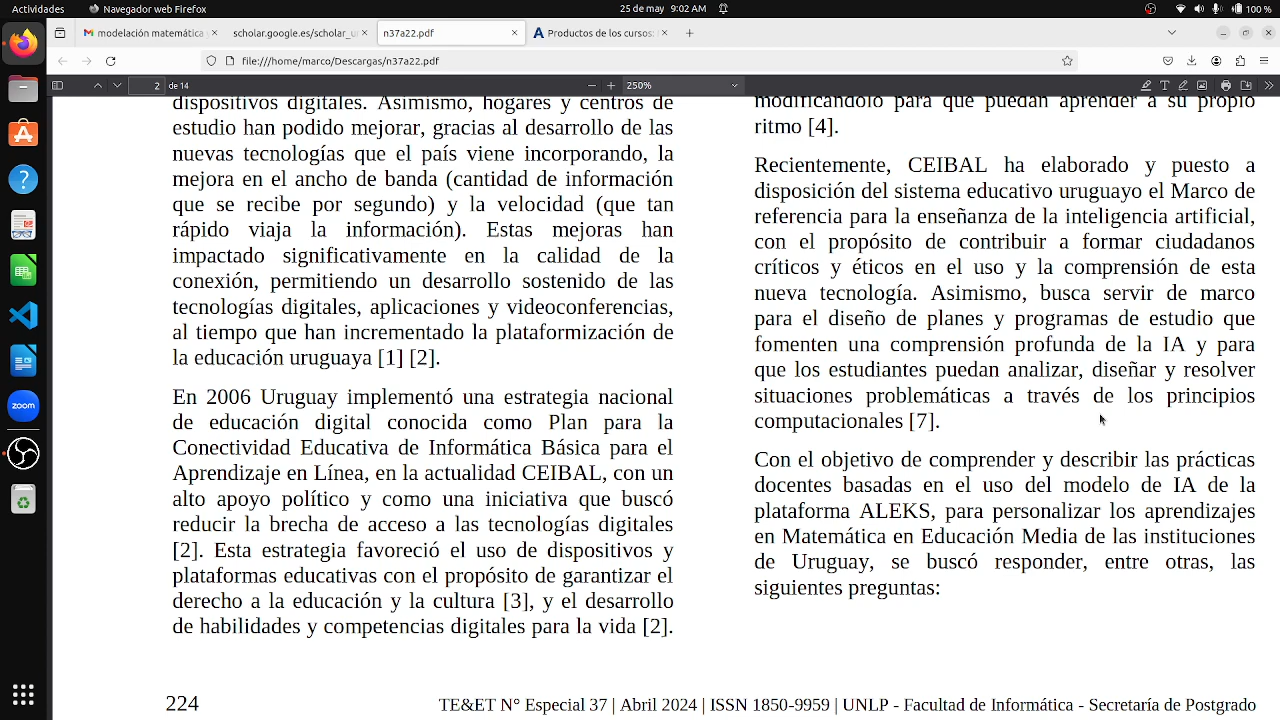 Actividades
Navegador web Firefox
25 de may 9:02 AM
100 %
modelación matemática
scholar.google.es/scholar_u
n37a22.pdf
Productos de los cursos:
file:///home/marco/Descargas/n37a22.pdf
2 de 14
250%
dispositivos digitales. Asimismo, hogares y centros de
estudio han podido mejorar, gracias al desarrollo de las
nuevas tecnologías que el país viene incorporando, la
mejora en el ancho de banda (cantidad de información
que se recibe por segundo) y la velocidad (que tan
rápido viaja la información). Estas mejoras han
impactado significativamente en la calidad de la
conexión, permitiendo un desarrollo sostenido de las
tecnologías digitales, aplicaciones y videoconferencias,
al tiempo que han incrementado la plataformización de
la educación uruguaya [1] [2].
En 2006 Uruguay implementó una estrategia nacional
de educación digital conocida como Plan para la
Conectividad Educativa de Informática Básica para el
Aprendizaje en Línea, en la actualidad CEIBAL, con un
alto apoyo político y como una iniciativa que buscó
reducir la brecha de acceso a las tecnologías digitales
[2]. Esta estrategia favoreció el uso de dispositivos y
plataformas educativas con el propósito de garantizar el
derecho a la educación y la cultura [3], y el desarrollo
de habilidades y competencias digitales para la vida [2].
modificándolo para que puedan aprender a su propio
ritmo [4].
Recientemente, CEIBAL ha elaborado y puesto a
disposición del sistema educativo uruguayo el Marco de
referencia para la enseñanza de la inteligencia artificial,
con el propósito de contribuir a formar ciudadanos
críticos y éticos en el uso y la comprensión de esta
nueva tecnología. Asimismo, busca servir de marco
para el diseño de planes y programas de estudio que
fomenten una comprensión profunda de la IA y para
que los estudiantes puedan analizar, diseñar y resolver
situaciones problemáticas a través de los principios
computacionales [7].
Con el objetivo de comprender y describir las prácticas
docentes basadas en el uso del modelo de IA de la
plataforma ALEKS, para personalizar los aprendizajes
en Matemática en Educación Media de las instituciones
de Uruguay, se buscó responder, entre otras, las
siguientes preguntas:
224
TE&ET N° Especial 37 | Abril 2024 | ISSN 1850-9959 | UNLP - Facultad de Informática - Secretaría de Postgrado
zoom